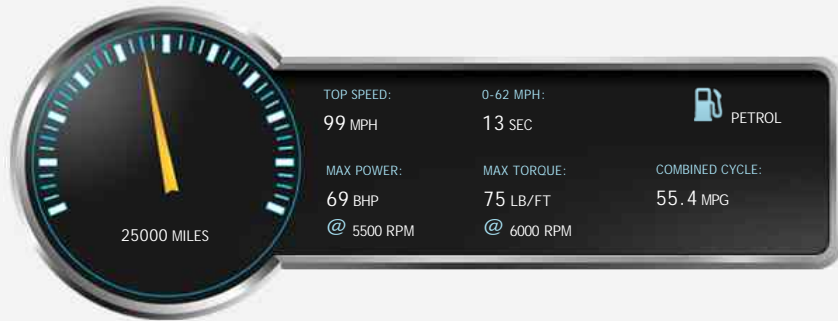 25000 MILES
TOP SPEED:
99 MPH
0-62 MPH:
13 SEC
PETROL
MAX POWER:
69 BHP
@ 5500 RPM
MAX TORQUE:
75 LB/FT
@ 6000 RPM
COMBINED CYCLE:
55.4 MPG